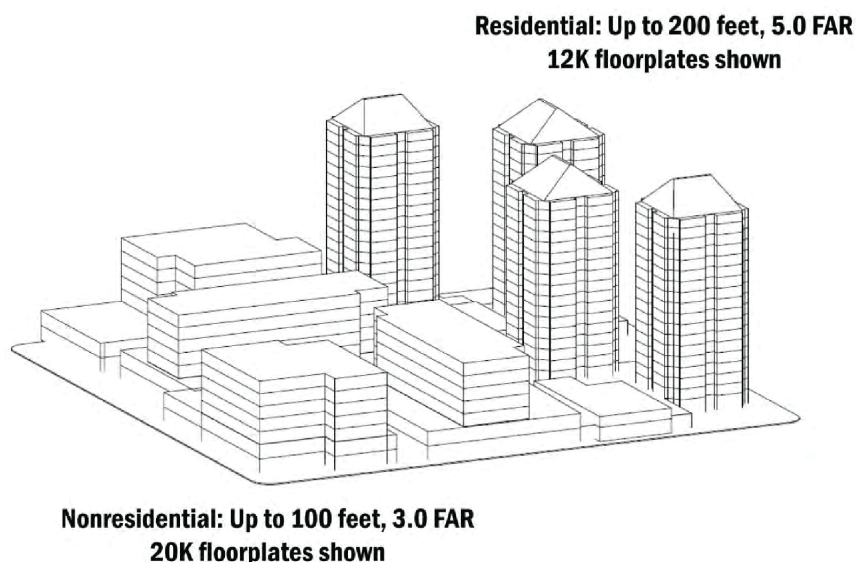 Residential: Up to 200 feet, 5.0 FAR
12K floorplates shown
Nonresidential: Up to 100 feet, 3.0 FAR
20K floorplates shown